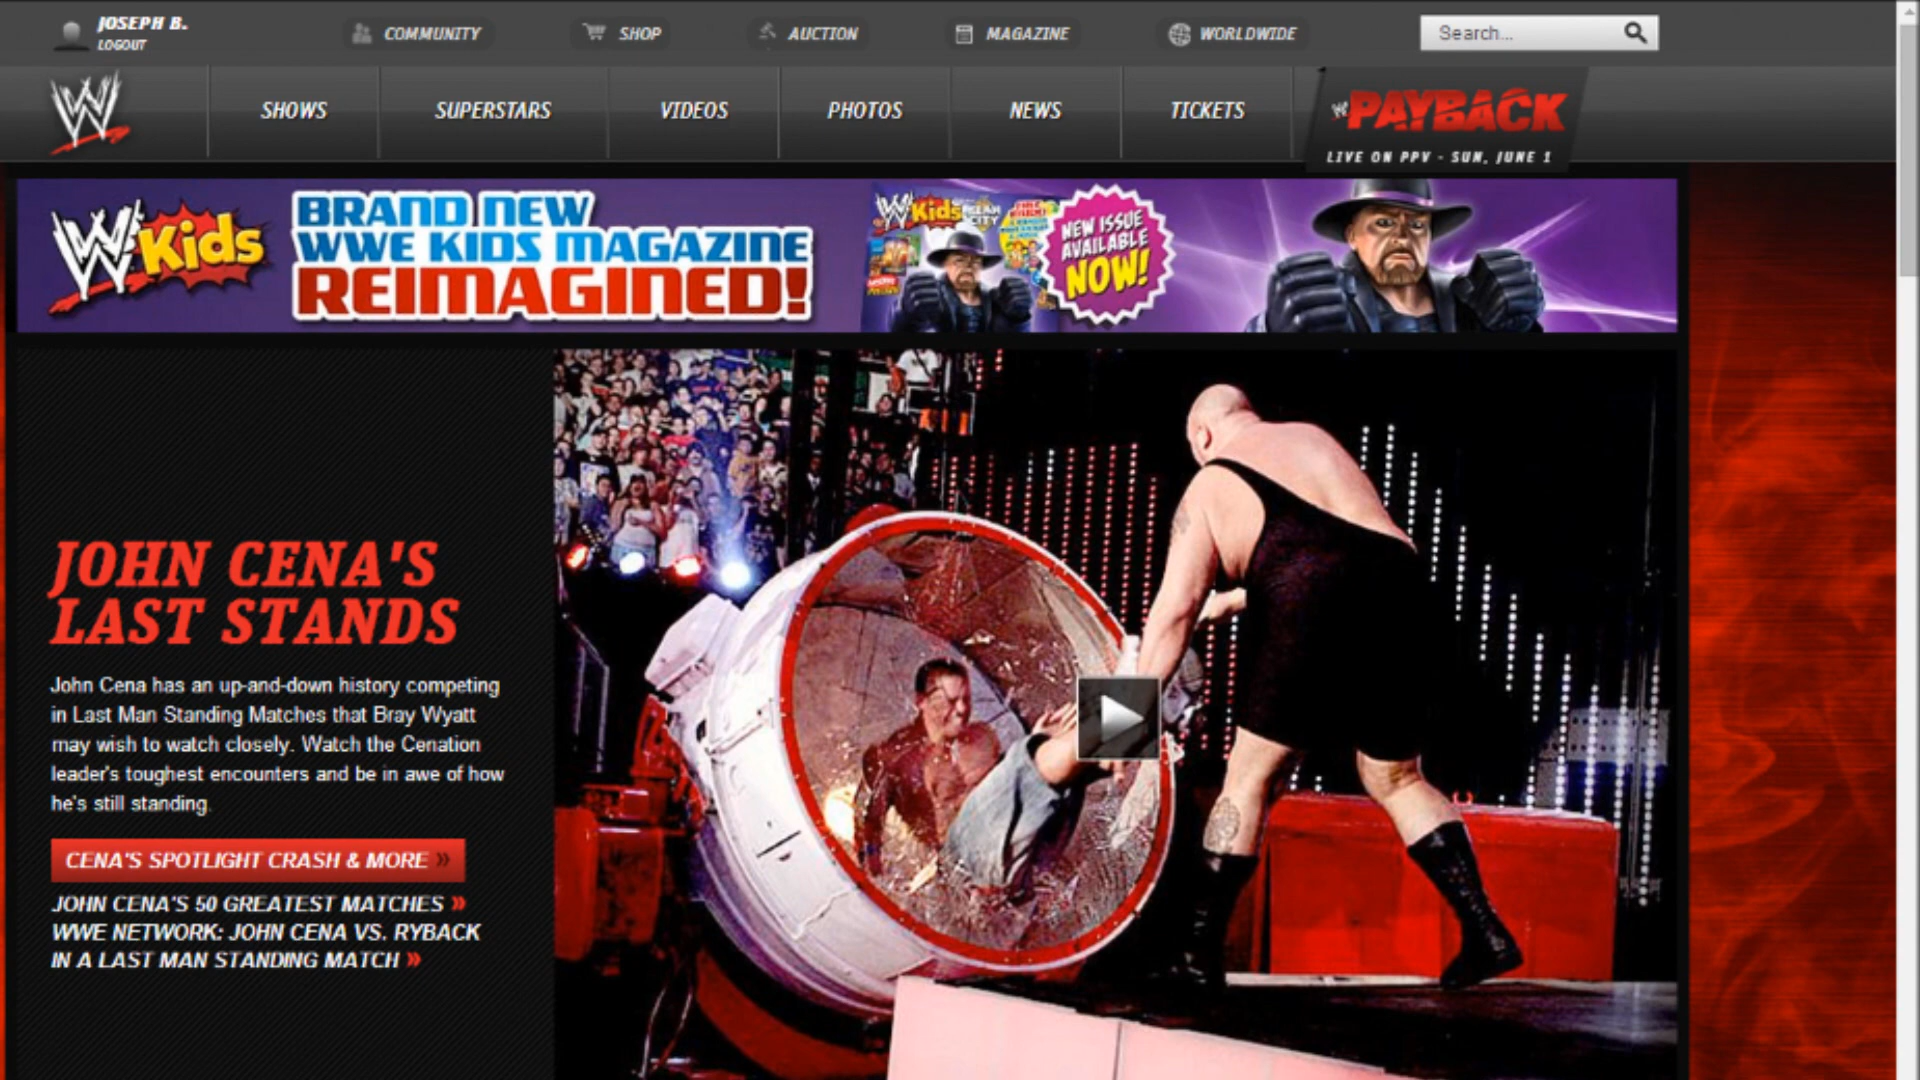 JOSEPH B.
LOGOUT
COMMUNITY
SHOP
AUCTION
MAGAZINE
WORLDWIDE
Search...
W
SHOWS
SUPERSTARS
VIDEOS
PHOTOS
NEWS
TICKETS
PAYBACK
LIVE ON PPV - SUN, JUNE 1
W Kids
BRAND NEW
WWE KIDS MAGAZINE
REIMAGINED!
W Kids
NEW ISSUE
AVAILABLE
NOW!
JOHN CENA'S
LAST STANDS
John Cena has an up-and-down history competing
in Last Man Standing Matches that Bray Wyatt
may wish to watch closely. Watch the Cenation
leader's toughest encounters and be in awe of how
he's still standing.
CENA'S SPOTLIGHT CRASH & MORE »
JOHN CENA'S 50 GREATEST MATCHES »
WWE NETWORK: JOHN CENA VS. RYBACK
IN A LAST MAN STANDING MATCH »